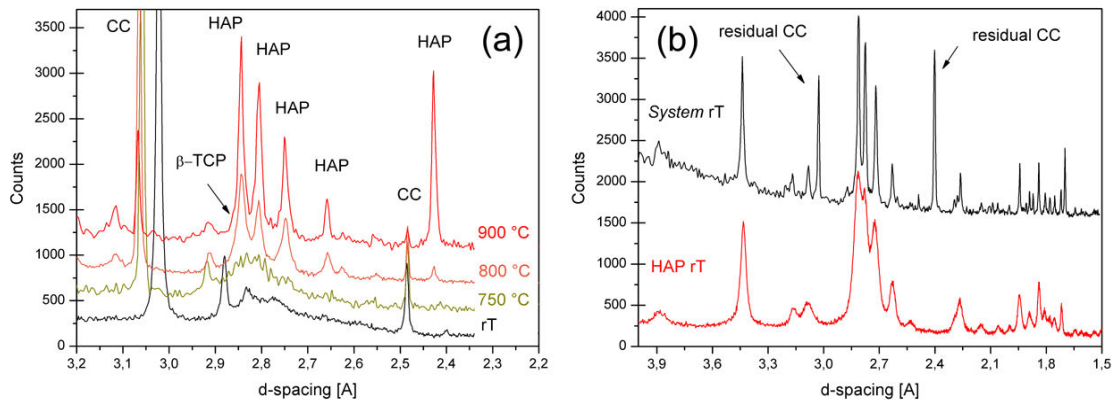 (a)
CC
HAP
HAP
HAP
HAP
HAP
β–TCP
CC
900 °C
800 °C
750 °C
rT
Counts
3500
3000
2500
2000
1500
1000
500
0
3,2 3,1 3,0 2,9 2,8 2,7 2,6 2,5 2,4 2,3 2,2
d-spacing [A]
(b)
residual CC
residual CC
System rT
HAP rT
Counts
4000
3500
3000
2500
2000
1500
1000
500
0
3,9 3,6 3,3 3,0 2,7 2,4 2,1 1,8 1,5
d-spacing [A]